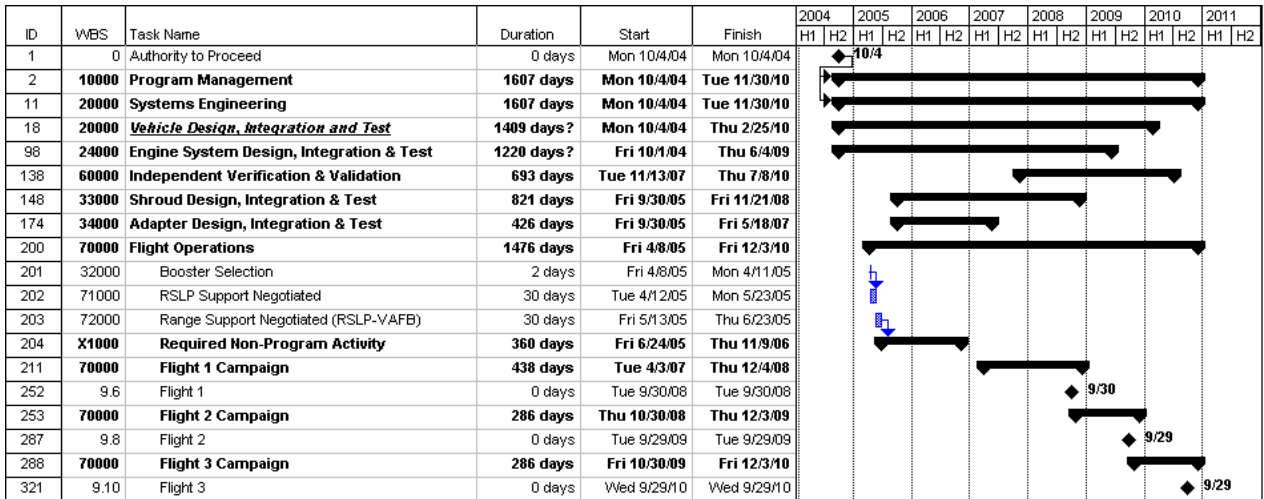 2004 2005 2006 2007 2008 2009 2010 2011
ID WBS Task Name Duration Start Finish H1 H2 H1 H2 H1 H2 H1 H2 H1 H2 H1 H2 H1 H2 H1 H2
1 0 Authority to Proceed 0 days Mon 10/4/04 Mon 10/4/04 10/4
2 10000 Program Management 1607 days Mon 10/4/04 Tue 11/30/10
11 20000 Systems Engineering 1607 days Mon 10/4/04 Tue 11/30/10
18 20000 Vehicle Design, Integration and Test 1409 days? Mon 10/4/04 Thu 2/25/10
98 24000 Engine System Design, Integration & Test 1220 days? Fri 10/1/04 Thu 6/4/09
138 60000 Independent Verification & Validation 693 days Tue 11/13/07 Thu 7/8/10
148 33000 Shroud Design, Integration & Test 821 days Fri 9/30/05 Fri 11/21/08
174 34000 Adapter Design, Integration & Test 426 days Fri 9/30/05 Fri 5/18/07
200 70000 Flight Operations 1476 days Fri 4/8/05 Fri 12/3/10
201 32000 Booster Selection 2 days Fri 4/8/05 Mon 4/11/05
202 71000 RSLP Support Negotiated 30 days Tue 4/12/05 Mon 5/23/05
203 72000 Range Support Negotiated (RSLP-VAFB) 30 days Fri 5/13/05 Thu 6/23/05
204 X1000 Required Non-Program Activity 360 days Fri 6/24/05 Thu 11/9/06
211 70000 Flight 1 Campaign 438 days Tue 4/3/07 Thu 12/4/08
252 9.6 Flight 1 0 days Tue 9/30/08 Tue 9/30/08 9/30
253 70000 Flight 2 Campaign 286 days Thu 10/30/08 Thu 12/3/09
287 9.8 Flight 2 0 days Tue 9/29/09 Tue 9/29/09 9/29
288 70000 Flight 3 Campaign 286 days Fri 10/30/09 Fri 12/3/10
321 9.10 Flight 3 0 days Wed 9/29/10 Wed 9/29/10 9/29